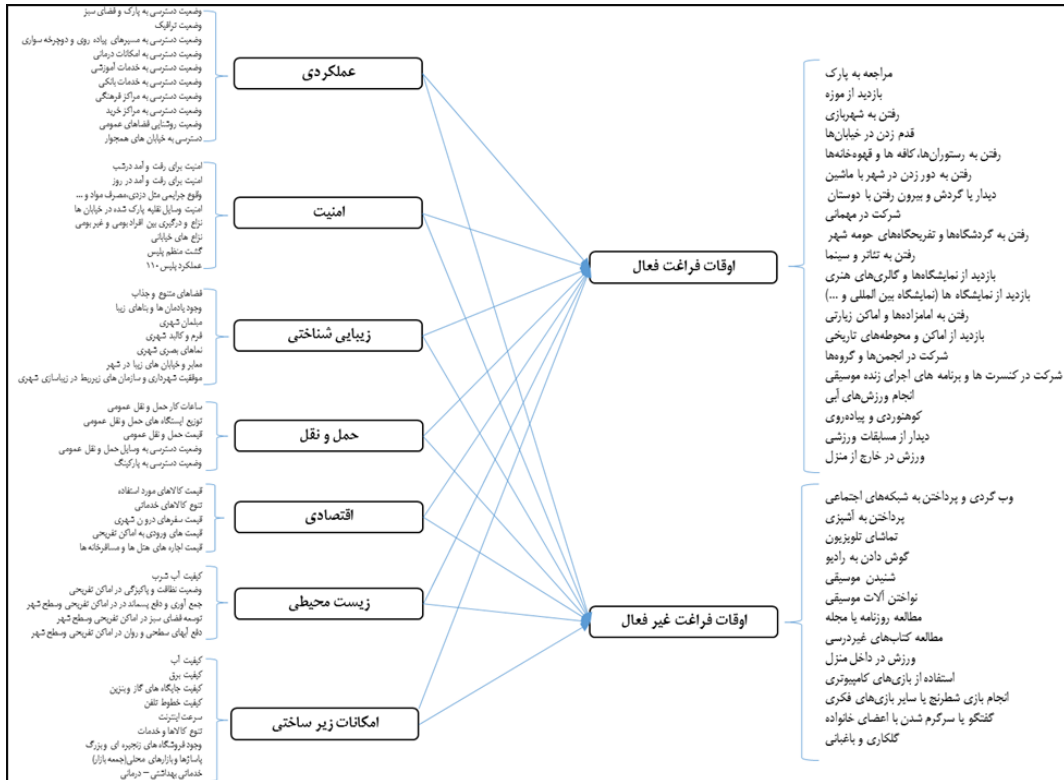 مراجعه به پارک
بازدید از موزه
رفتن به شهربازی
قدم زدن در خیابان‌ها
رفتن به رستوران‌ها، کافه ها و قهوه‌خانه‌ها
رفتن به دور زدن در شهر با ماشین
دیدار یا گردش و بیرون رفتن با دوستان
شرکت در مهمانی
رفتن به گردشگاه‌ها و تفریحگاه‌های حومه شهر
رفتن به تئاتر و سینما
بازدید از نمایشگاه‌ها و گالری‌های هنری
بازدید از نمایشگاه ها (نمایشگاه بین المللی و ...)
رفتن به امامزاده‌ها و اماکن زیارتی
بازدید از اماکن و محوطه‌های تاریخی
شرکت در انجمن‌ها و گروه‌ها
شرکت در کنسرت ها و برنامه های اجرای زنده موسیقی
انجام ورزش‌های آبی
کوهنوردی و پیاده‌روی
دیدار از مسابقات ورزشی
ورزش در خارج از منزل
وب گردی و پرداختن به شبکه‌های اجتماعی
پرداختن به آشپزی
تماشای تلویزیون
گوش دادن به رادیو
شنیدن موسیقی
نواختن آلات موسیقی
مطالعه روزنامه یا مجله
مطالعه کتاب‌های غیردرسی
ورزش در داخل منزل
استفاده از بازی‌های کامپیوتری
انجام بازی شطرنج یا سایر بازی‌های فکری
گفتگو یا سرگرم شدن با اعضای خانواده
گلکاری و باغبانی
اوقات فراغت فعال
اوقات فراغت غیر فعال
عملکردی
امنیت
زیبایی شناختی
حمل و نقل
اقتصادی
زیست محیطی
امکانات زیر ساختی
وضعیت دسترسی به پارک و فضای سبز
وضعیت ترافیک
وضعیت دسترسی به مسیرهای پیاده روی و دوچرخه سواری
وضعیت دسترسی به امکانات درمانی
وضعیت دسترسی به خدمات آموزشی
وضعیت دسترسی به خدمات بانکی
وضعیت دسترسی به مراکز فرهنگی
وضعیت دسترسی به مراکز خرید
وضعیت روشنایی فضاهای عمومی
دسترسی به خیابان های همجوار
امنیت برای رفت و آمد درشب
امنیت برای رفت و آمد در روز
وقوع جرایمی مثل دزدی،مصرف مواد و ...
امنیت وسایل نقلیه پارک شده در خیابان ها
نزاع و درگیری بین افراد بومی و غیر بومی
نزاع های خیابانی
گشت منظم پلیس
عملکرد پلیس ۱۱۰
فضاهای متنوع و جذاب
وجود یادمان ها و بناهای زیبا
مبلمان شهری
فرم و کالبد شهری
نماهای بصری شهری
معابر و خیابان های زیبا در شهر
موفقیت شهرداری و سازمان های زیربط در زیباسازی شهری
ساعات کار حمل و نقل عمومی
توزیع ایستگاه های حمل و نقل عمومی
قیمت حمل و نقل عمومی
وضعیت دسترسی به وسایل حمل و نقل عمومی
وضعیت دسترسی به پارکینگ
قیمت کالاهای مورد استفاده
تنوع کالاهای خدماتی
قیمت سفرهای درون شهری
قیمت های ورودی به اماکن تفریحی
قیمت اجاره های هتل ها و مسافرخانه ها
کیفیت آب شرب
وضعیت نظافت و پاکیزگی در اماکن تفریحی
جمع آوری و دفع پسماند در در اماکن تفریحی وسطح شهر
توسعه فضای سبز در اماکن تفریحی وسطح شهر
دفع آبهای سطحی و روان در اماکن تفریحی وسطح شهر
کیفیت آب
کیفیت برق
کیفیت جایگاه های گاز و بنزین
کیفیت خطوط تلفن
سرعت اینترنت
تنوع کالاها و خدمات
وجود فروشگاه های زنجیره ای و بزرگ
پاساژها و بازارهای محلی(جمعه بازار)
خدماتی بهداشتی – درمانی